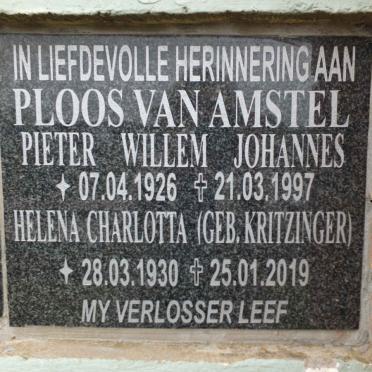 IN LIEFDEVOLLE HERINNERING AAN
PLOOS VAN AMSTEL
PIETER WILLEM JOHANNES
✦ 07.04.1926 ✝ 21.03.1997
HELENA CHARLOTTA (GEB. KRITZINGER)
✦ 28.03.1930 ✝ 25.01.2019
MY VERLOSSER LEEF